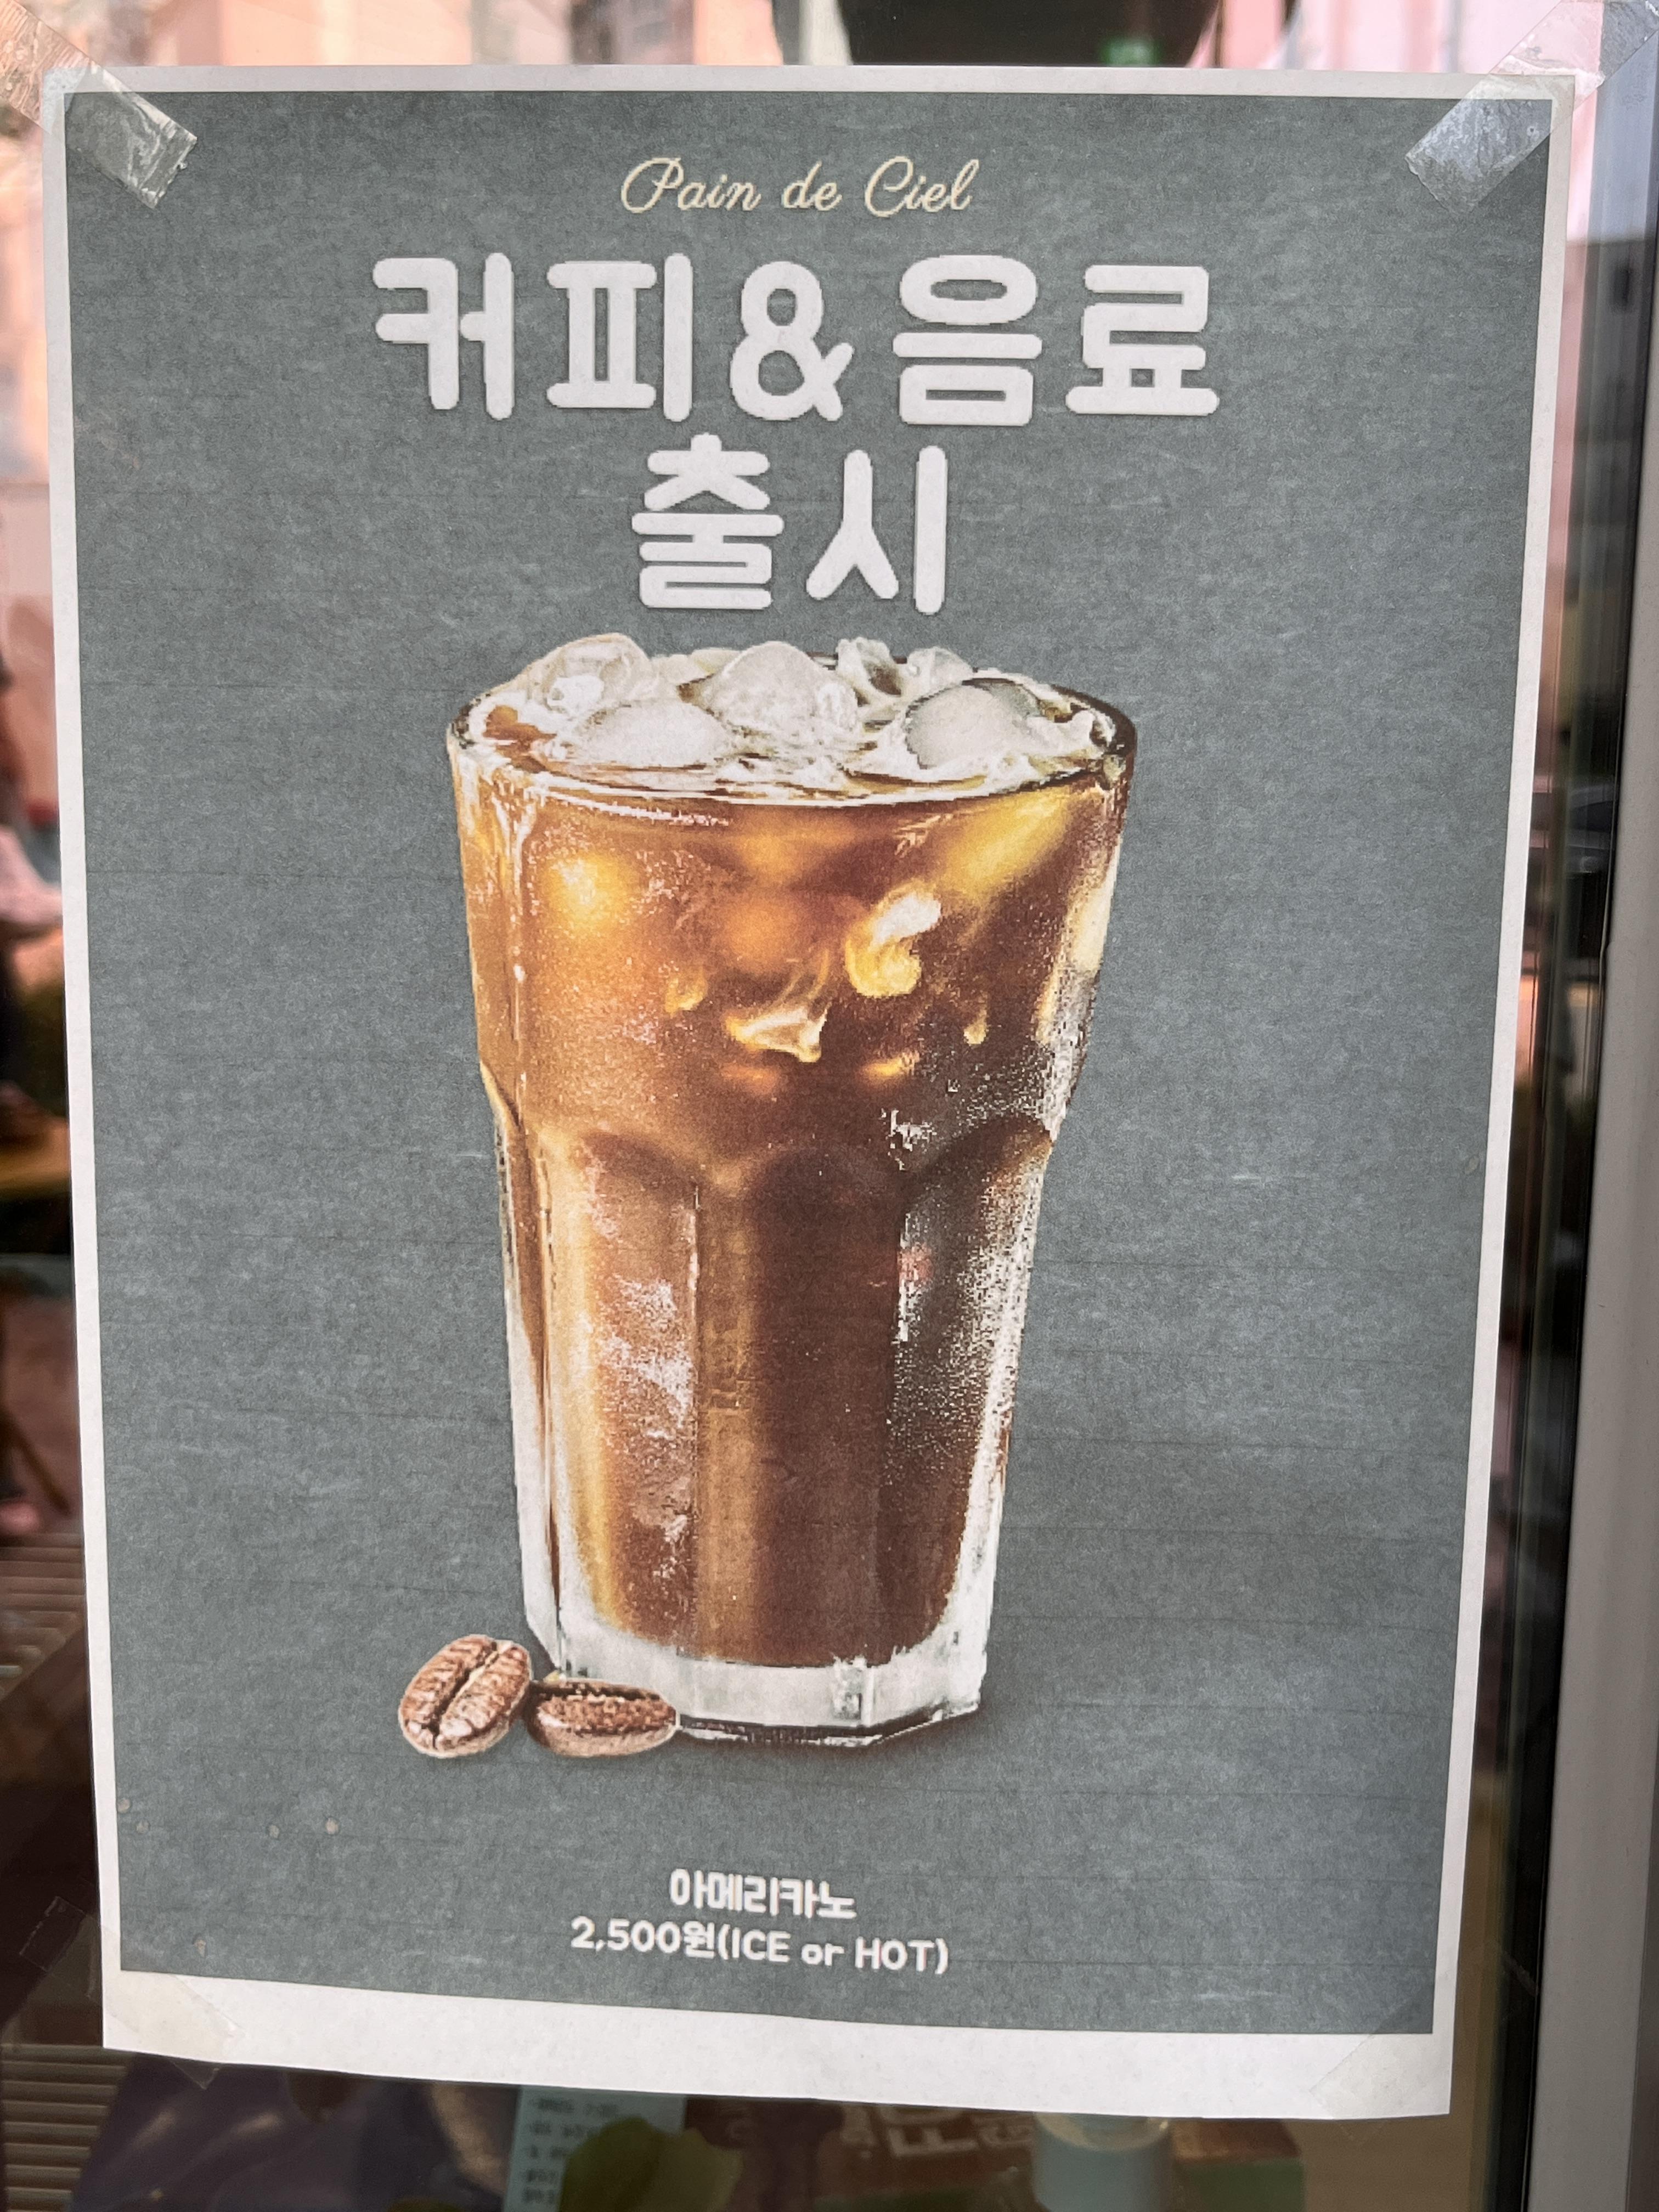 Pain de Ciel
커피&음료
출시
아메리카노
2,500원(ICE or HOT)